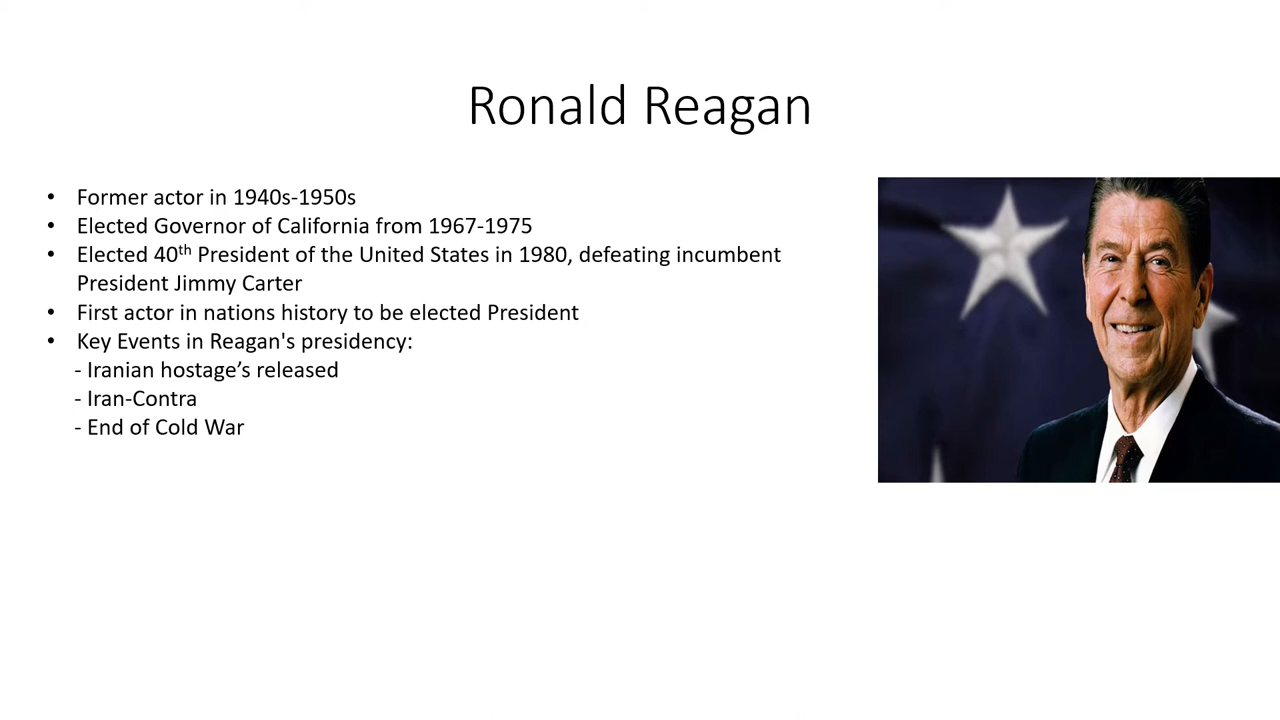 Ronald Reagan
• Former actor in 1940s-1950s
• Elected Governor of California from 1967-1975
• Elected 40th President of the United States in 1980, defeating incumbent
President Jimmy Carter
• First actor in nations history to be elected President
• Key Events in Reagan's presidency:
- Iranian hostage’s released
- Iran-Contra
- End of Cold War